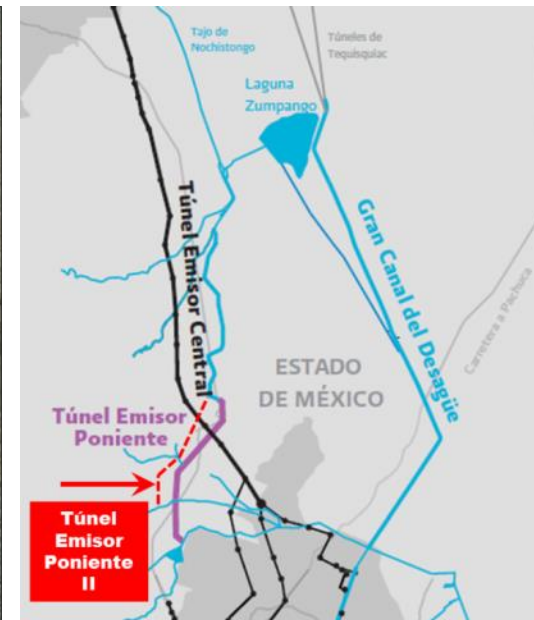 Tajo de
Nochistongo
Túneles de
Tequisquiac
Laguna
Zumpango
Túnel Emisor Central
Gran Canal del Desagüe
Carretera a Pachuca
ESTADO
DE MÉXICO
Túnel Emisor
Poniente
Túnel
Emisor
Poniente
II